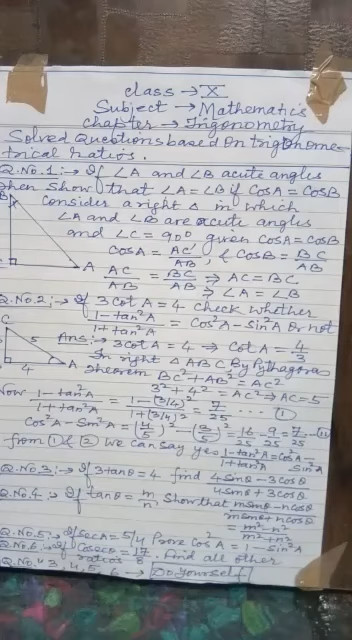 class → X
Subject → Mathematics
Chapter → Trigonometry
Solved Questions based on trigonome-
trical ratios.
Q.No.1:→ If ∠A and ∠B acute angles
then show that ∠A = ∠B if CosA = CosB
B consider a right Δ in which
∠A and ∠B are acute angles
and ∠C = 90° given CosA = CosB
CosA = AC/AB, & CosB = BC/AB
A AC/AB = BC/AB ⇒ AC = BC
⇒ ∠A = ∠B
Q.No.2:→ If 3cotA = 4 check whether
1-tan²A/1+tan²A = Cos²A - sin²A or not
C Ans:→ 3cotA = 4 ⇒ cotA = 4/3
5 3 In right Δ ABC By Pythagoras
4 A theorem BC² + AB² = AC²
3² + 4² = AC² ⇒ AC = 5
Now 1-tan²A/1+tan²A = 1-(3/4)²/1+(3/4)² = 7/25 ... ①
Cos²A - Sin²A = (4/5)² - (3/5)² = 16/25 - 9/25 = 7/25
from ① & ② we can say yes 1-tan²A/1+tan²A = Cos²A - Sin²A
Q.No.3:→ If 3tanθ = 4 find 4sinθ - 3cosθ/4sinθ + 3cosθ
Q.No.4:→ If tanθ = m/n, Show that msinθ - ncosθ/msinθ + ncosθ
= m²-n²/m²+n²
Q.No.5:→ If SecA = 5/4 Prove Cos²A = 1 - sin²A
Q.No.6:→ If Cosecθ = 17/8. find all other
Q.No. → 3, 4, 5, 6 → Do yourself